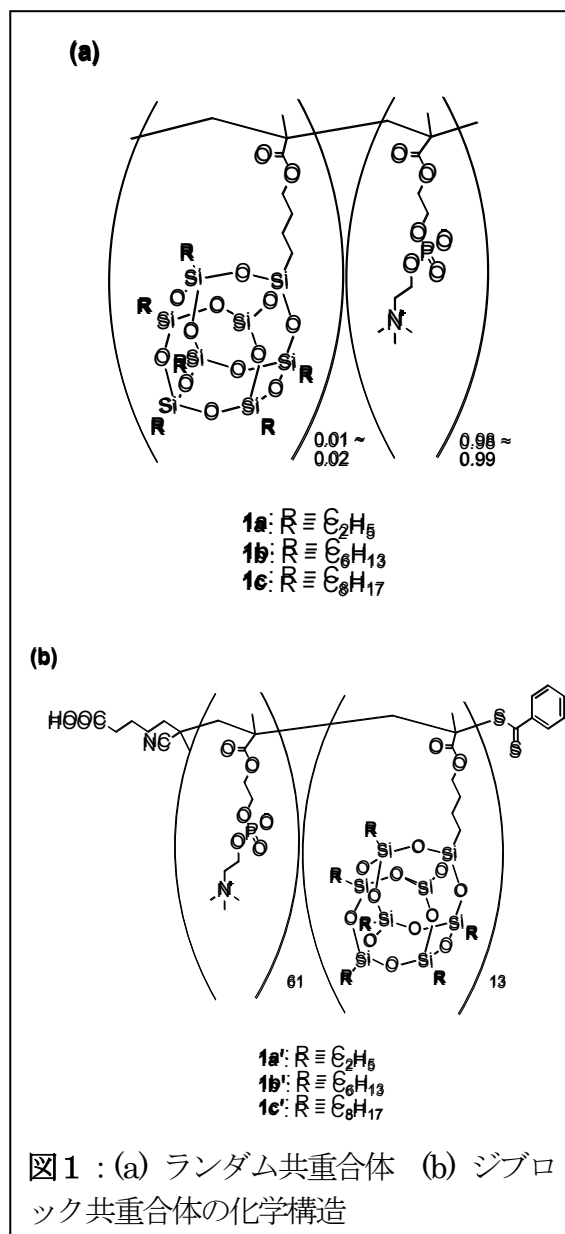 (a)
O
O
O
O
O
O
R
O
P
O
Si
O
Si
O
O
R
Si
O
Si
O
O
N⁺
O
R
Si
O
Si
R
Si
O
Si
O
R
R
0.01 ~
0.02
0.98 ~
0.99
1a: R = C₂H₅
1b: R = C₆H₁₃
1c: R = C₈H₁₇
(b)
HOOC
NC
S
S
O
O
O
O
O
P
O
O
N⁺
R
Si
O
Si
R
Si
O
Si
O
O
R
Si
O
Si
R
R
Si
O
Si
R
61
13
1a': R = C₂H₅
1b': R = C₆H₁₃
1c': R = C₈H₁₇
図1：(a) ランダム共重合体 (b) ジブロ
ック共重合体の化学構造